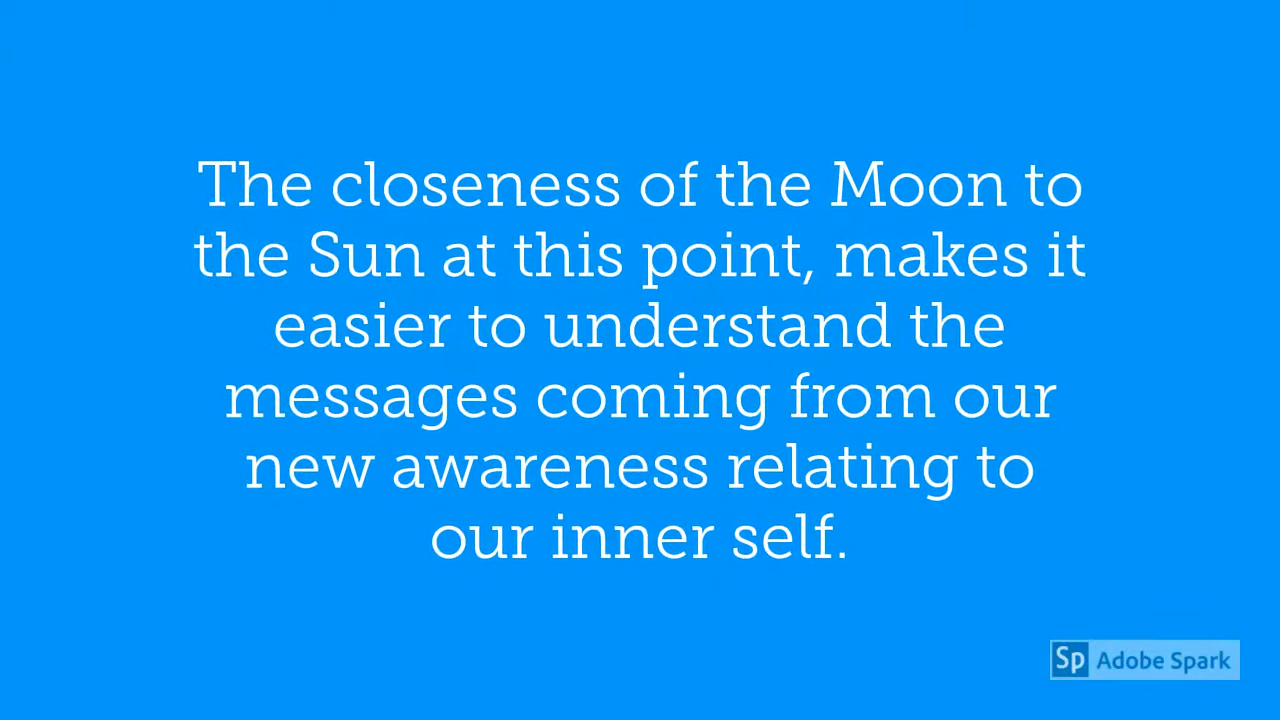 The closeness of the Moon to
the Sun at this point, makes it
easier to understand the
messages coming from our
new awareness relating to
our inner self.
Sp Adobe Spark